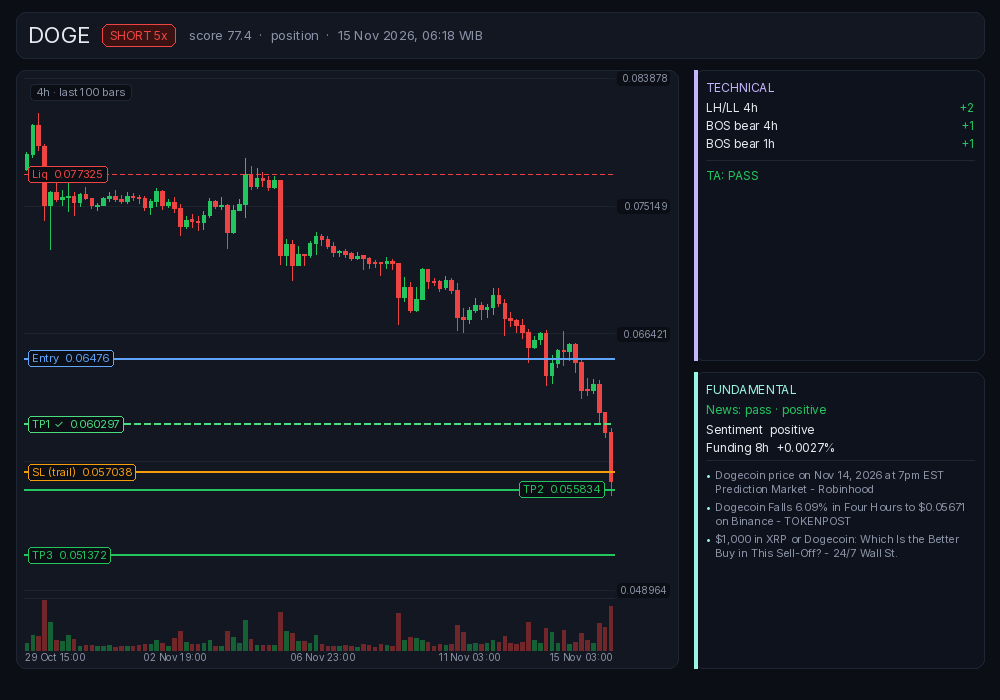 DOGE SHORT 5x score 77.4 · position · 15 Nov 2026, 06:18 WIB
4h · last 100 bars
0.083878
Liq 0.077325
0.075149
0.066421
Entry 0.06476
TP1 ✓ 0.060297
SL (trail) 0.057038
TP2 0.055834
TP3 0.051372
0.048964
29 Oct 15:00 02 Nov 19:00 06 Nov 23:00 11 Nov 03:00 15 Nov 03:00
TECHNICAL
LH/LL 4h +2
BOS bear 4h +1
BOS bear 1h +1
TA: PASS
FUNDAMENTAL
News: pass · positive
Sentiment positive
Funding 8h +0.0027%
• Dogecoin price on Nov 14, 2026 at 7pm EST
Prediction Market - Robinhood
• Dogecoin Falls 6.09% in Four Hours to $0.05671
on Binance - TOKENPOST
• $1,000 in XRP or Dogecoin: Which Is the Better
Buy in This Sell-Off? - 24/7 Wall St.